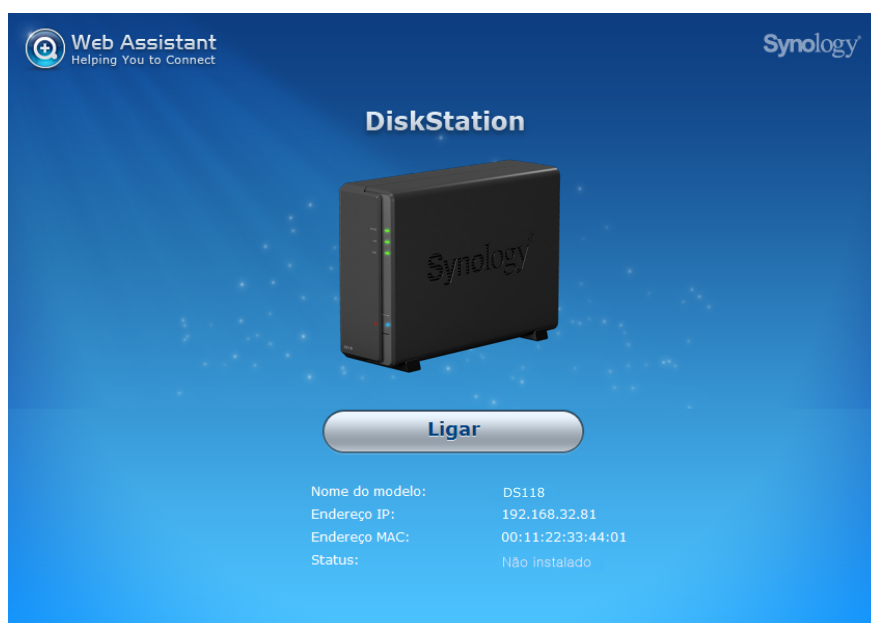 Web Assistant
Helping You to Connect
Synology
DiskStation
Synology
Ligar
Nome do modelo: DS118
Endereço IP: 192.168.32.81
Endereço MAC: 00:11:22:33:44:01
Status: Não instalado